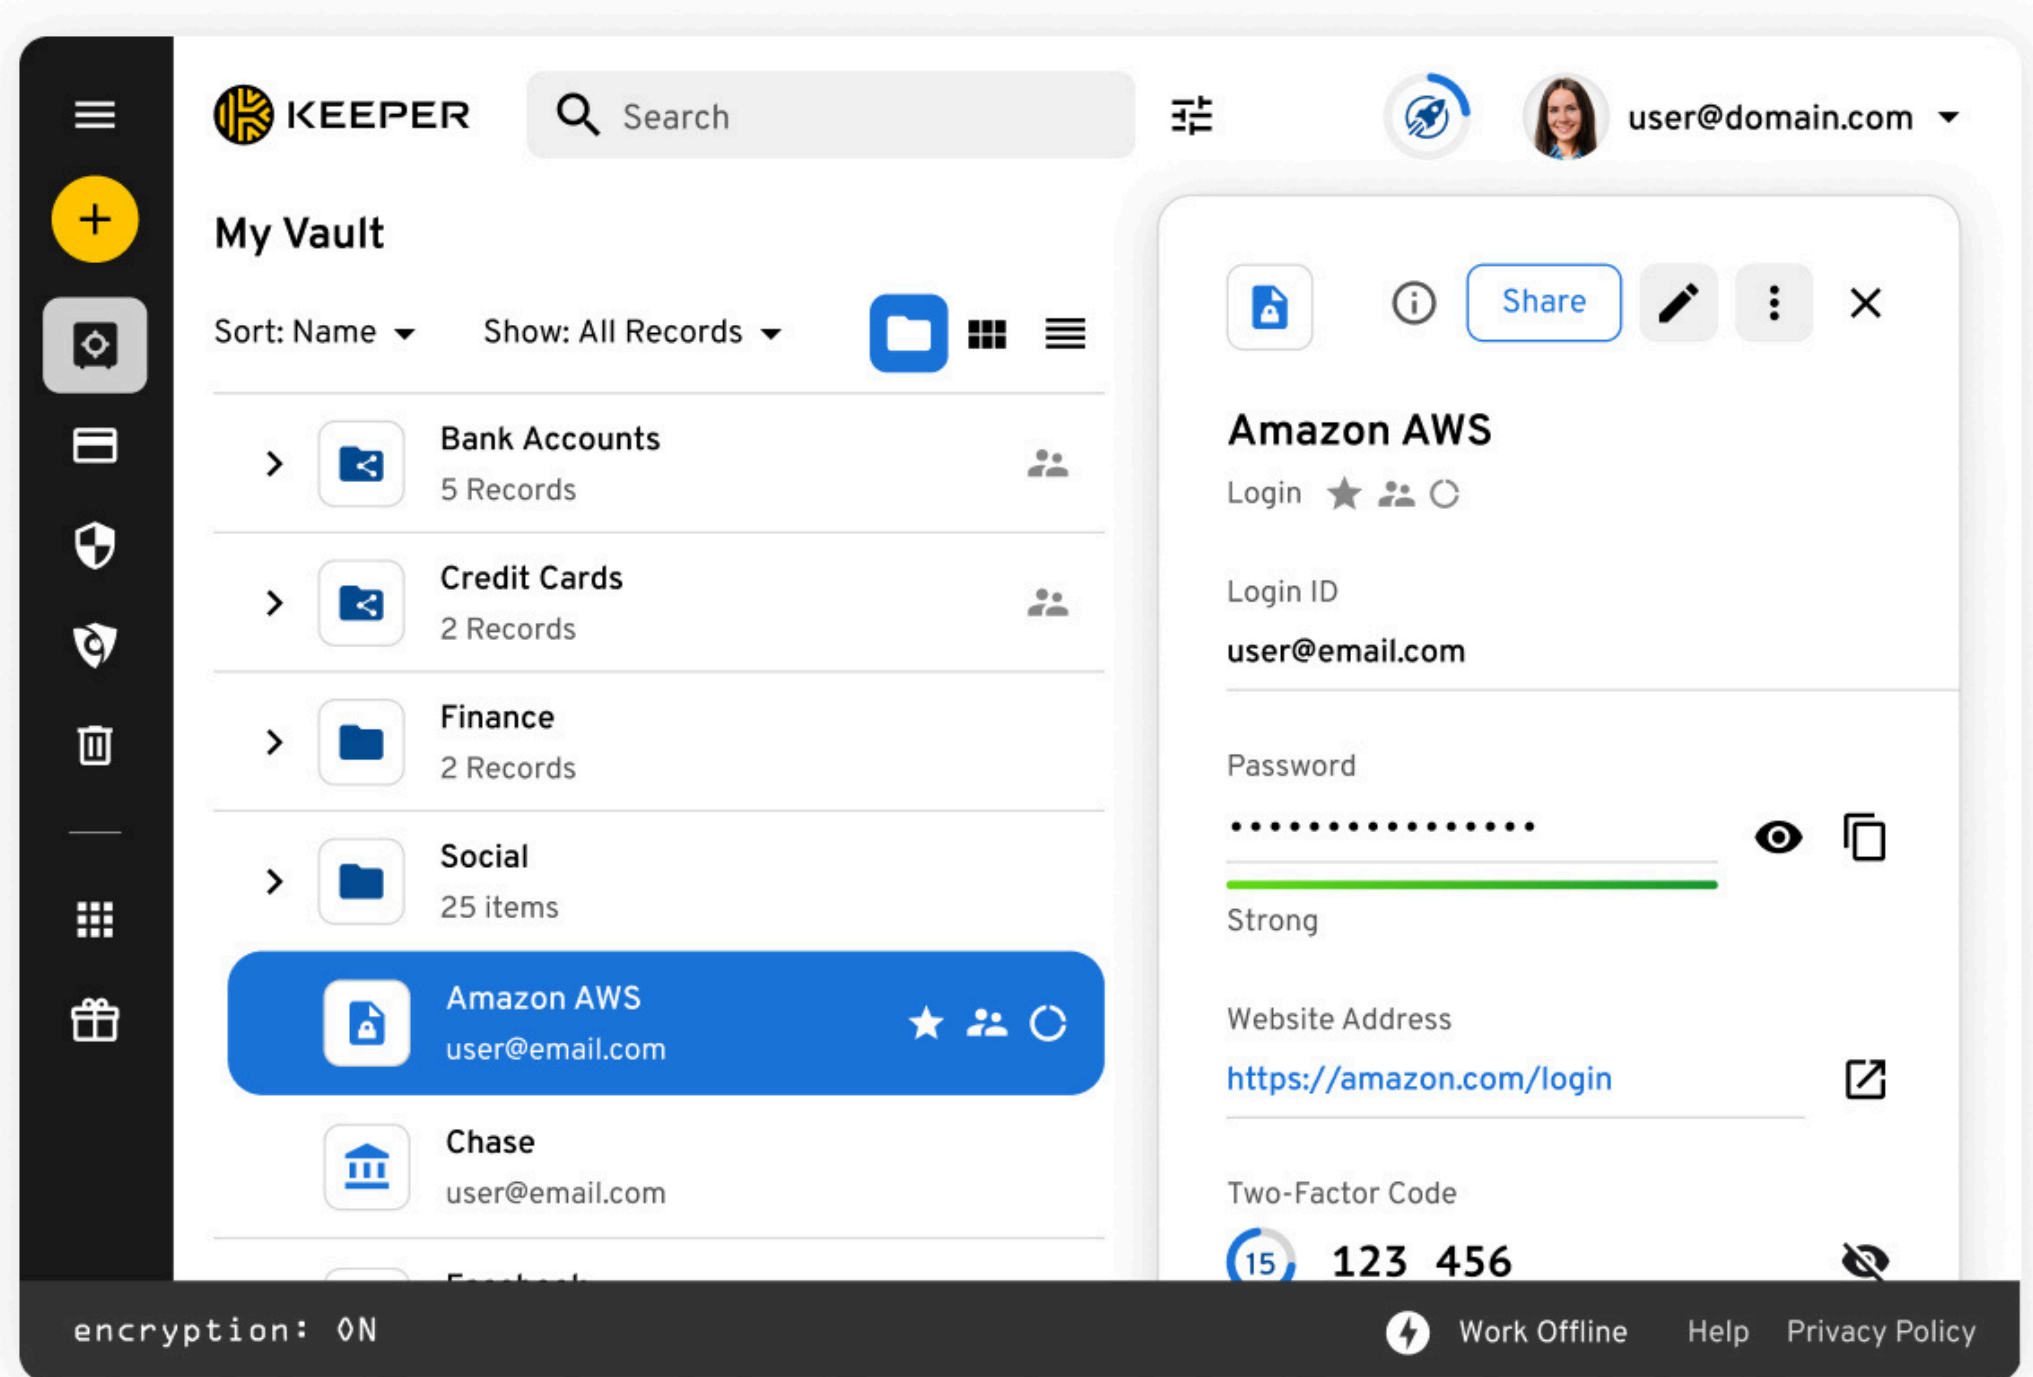 KEEPER
Search
user@domain.com
My Vault
Sort: Name
Show: All Records
Bank Accounts
5 Records
Credit Cards
2 Records
Finance
2 Records
Social
25 items
Amazon AWS
user@email.com
Chase
user@email.com
Share
Amazon AWS
Login
Login ID
user@email.com
Password
••••••••••••••••
Strong
Website Address
https://amazon.com/login
Two-Factor Code
15 123 456
encryption: ON
Work Offline
Help
Privacy Policy